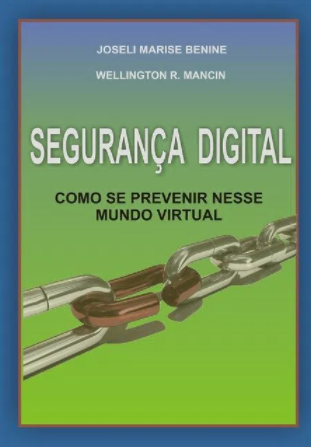 JOSELI MARISE BENINE
WELLINGTON R. MANCIN
SEGURANÇA DIGITAL
COMO SE PREVENIR NESSE
MUNDO VIRTUAL